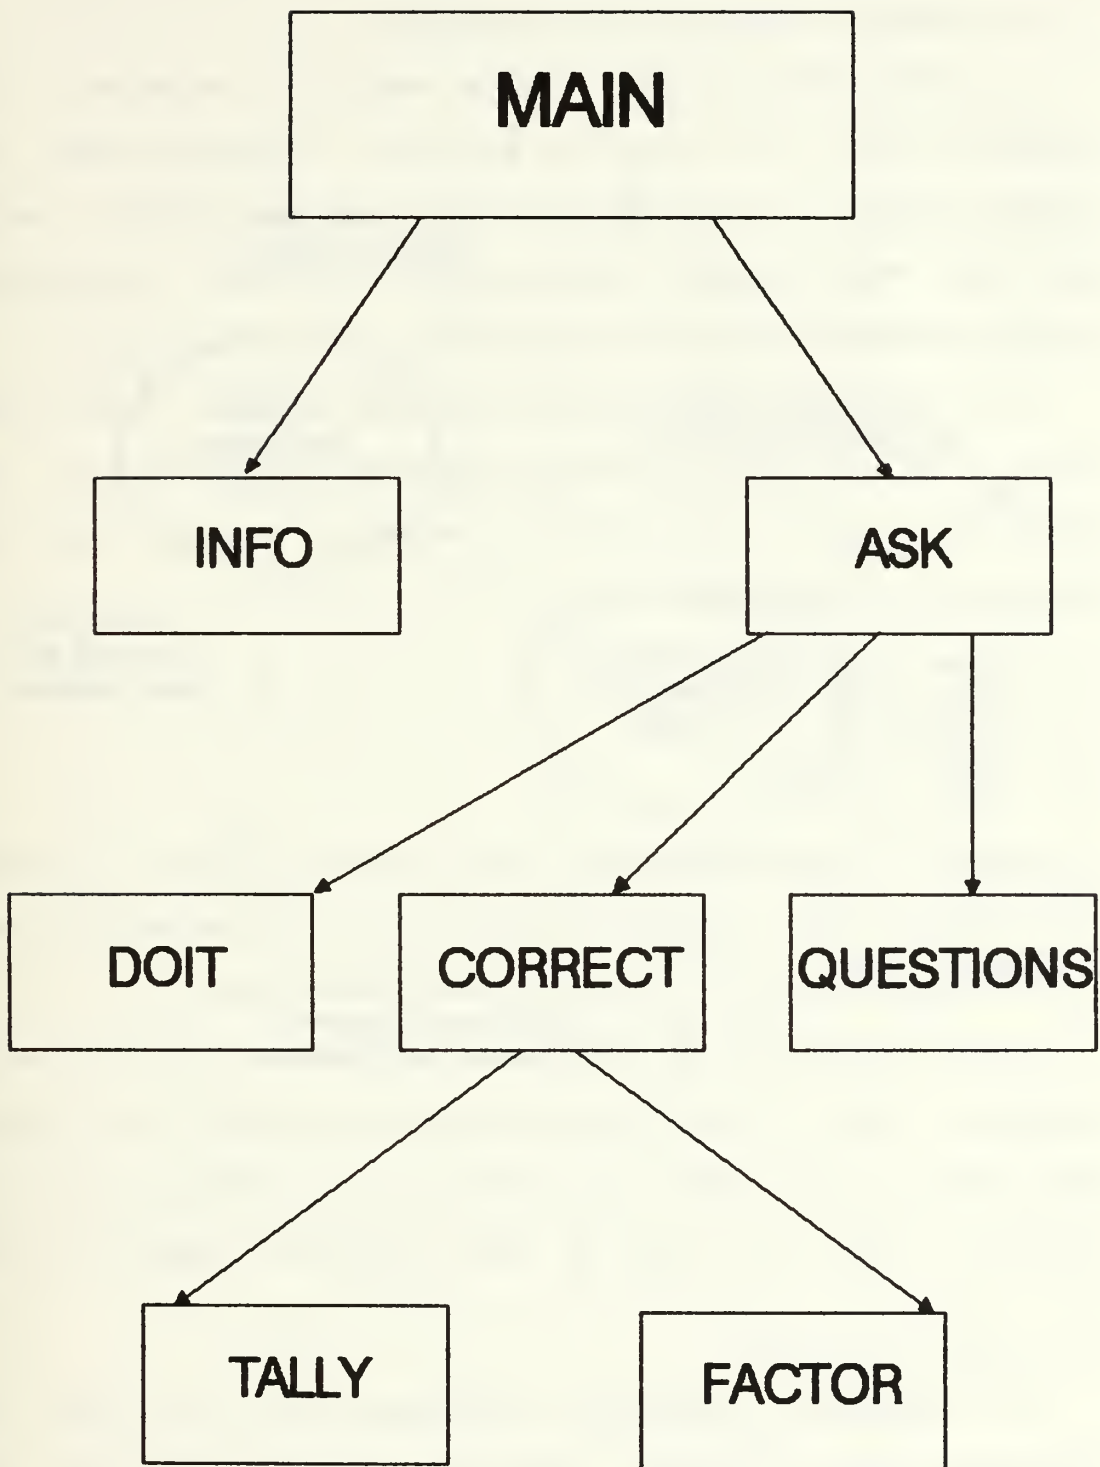 MAIN
INFO
ASK
DOIT
CORRECT
QUESTIONS
TALLY
FACTOR